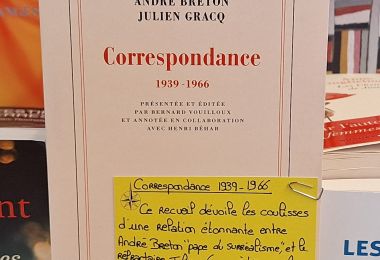 ANDRÉ BRETON
JULIEN GRACQ
Correspondance
1939-1966
PRÉSENTÉE ET ÉDITÉE
PAR BERNARD VOUILLOUX
ET ANNOTÉE EN COLLABORATION
AVEC HENRI BÉHAR
Correspondance 1939-1966
Ce recueil dévoile les coulisses
d'une relation étonnante entre
André Breton "pape du surréalisme," et le
LES